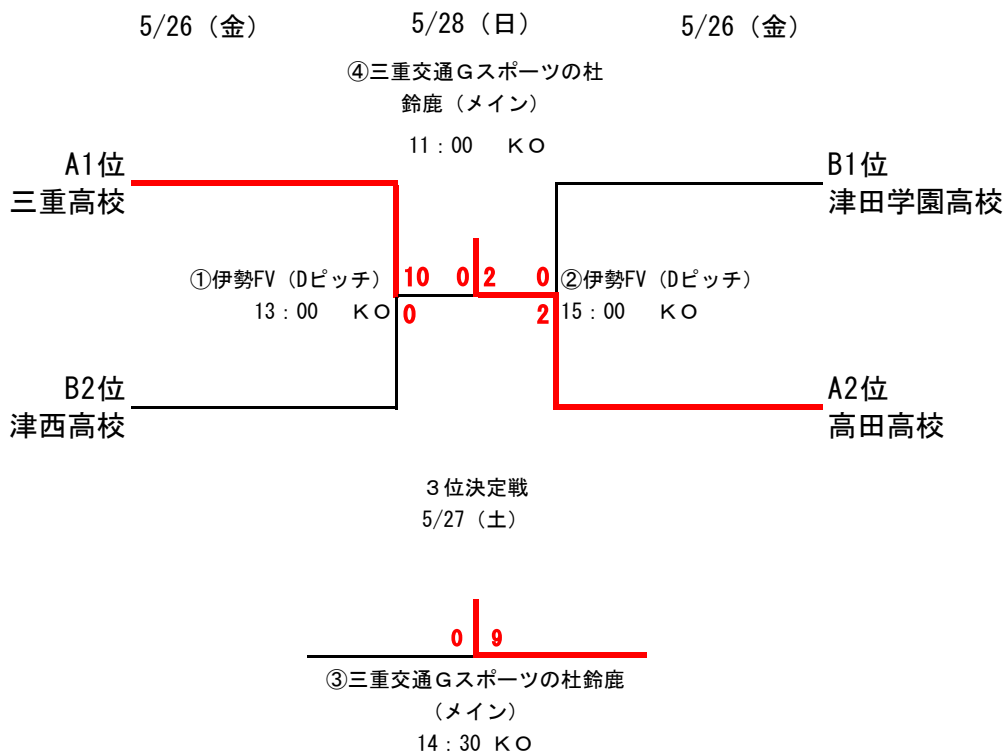 5/26（金）
5/28（日）
5/26（金）
④三重交通Ｇスポーツの杜
鈴鹿（メイン）
11：00　ＫＯ
A1位
三重高校
B1位
津田学園高校
①伊勢FV（Dピッチ）
13：00　ＫＯ
10 0 2 0
0 2
②伊勢FV（Dピッチ）
15：00　ＫＯ
B2位
津西高校
A2位
高田高校
３位決定戦
5/27（土）
0 9
③三重交通Ｇスポーツの杜鈴鹿
（メイン）
14：30 ＫＯ